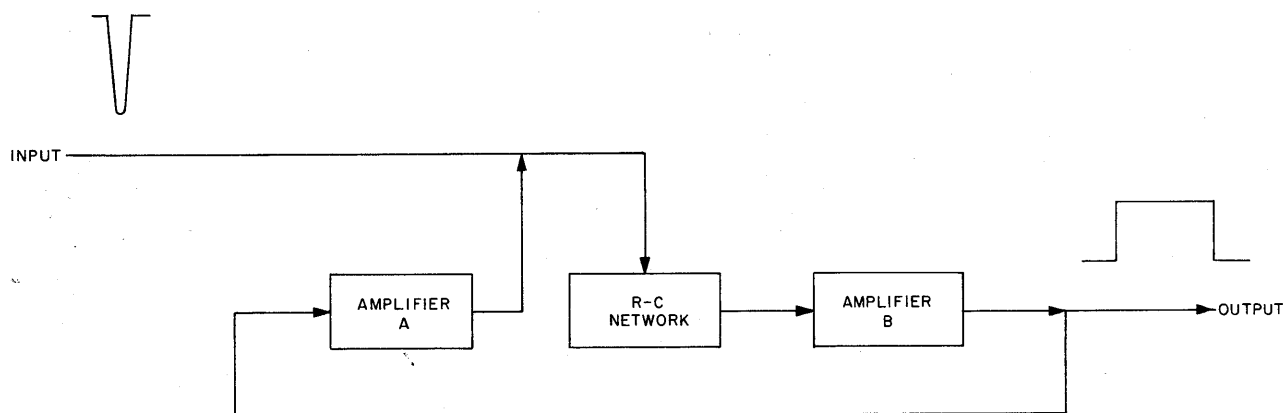 INPUT
AMPLIFIER
A
R-C
NETWORK
AMPLIFIER
B
OUTPUT